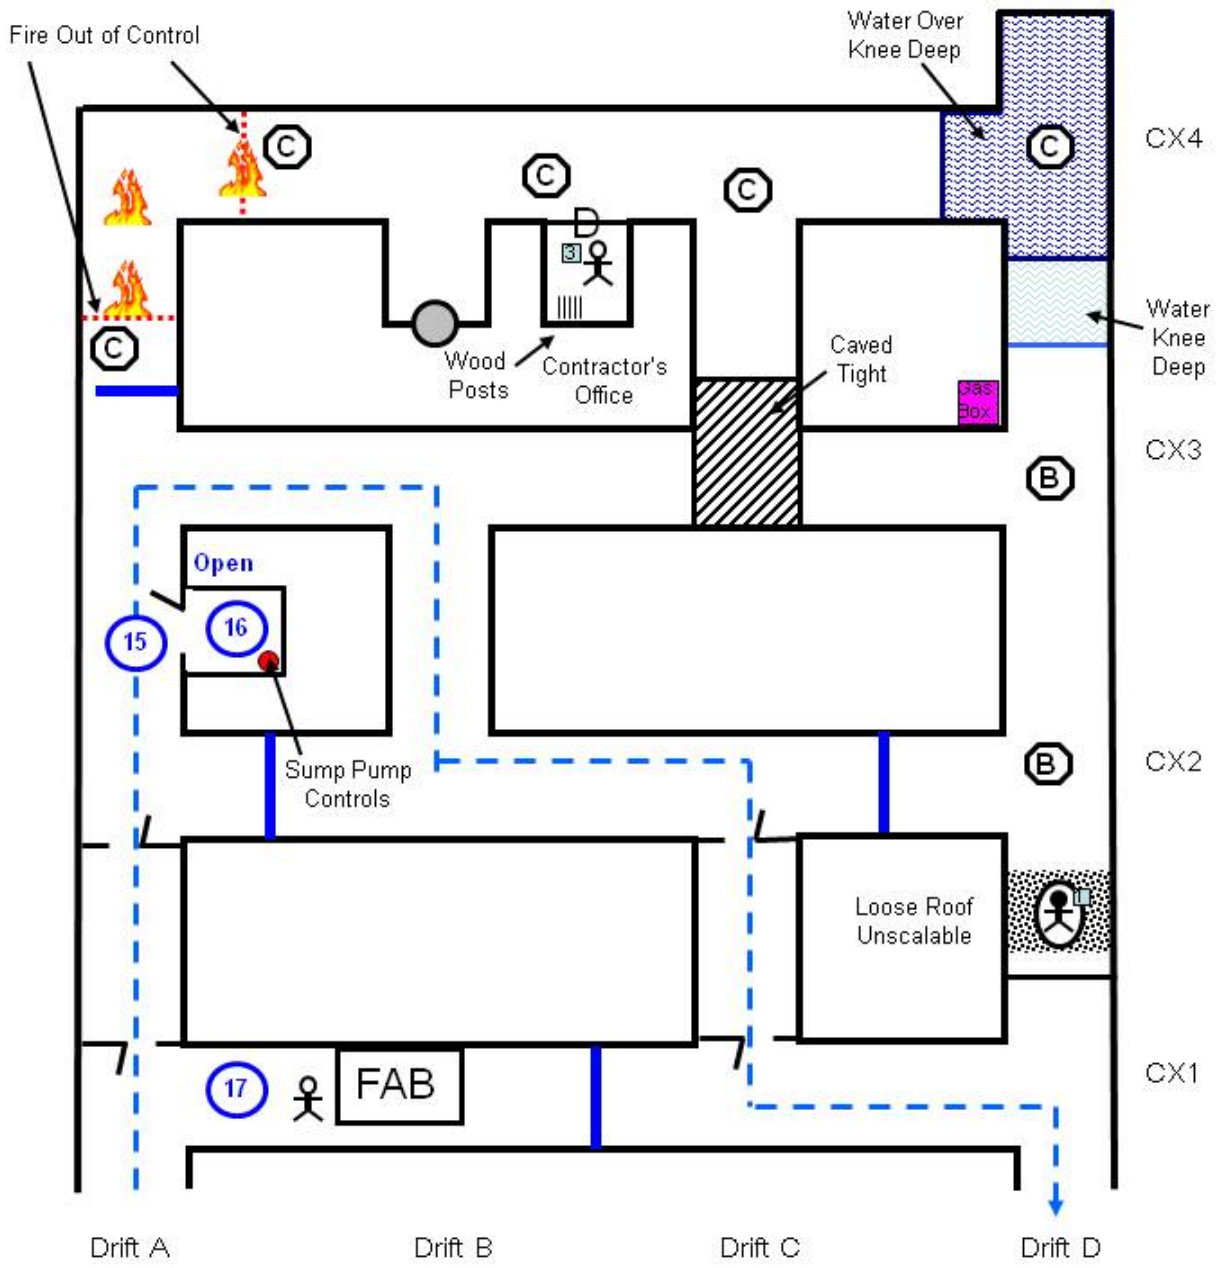 Fire Out of Control
Water Over
Knee Deep
C
C
C
C
CX4
D
3
C
Water
Knee
Deep
Wood
Posts
Contractor's
Office
Caved
Tight
Gas
Box
CX3
B
Open
15
16
Sump Pump
Controls
B
CX2
1
Loose Roof
Unscalable
17
FAB
CX1
Drift A
Drift B
Drift C
Drift D